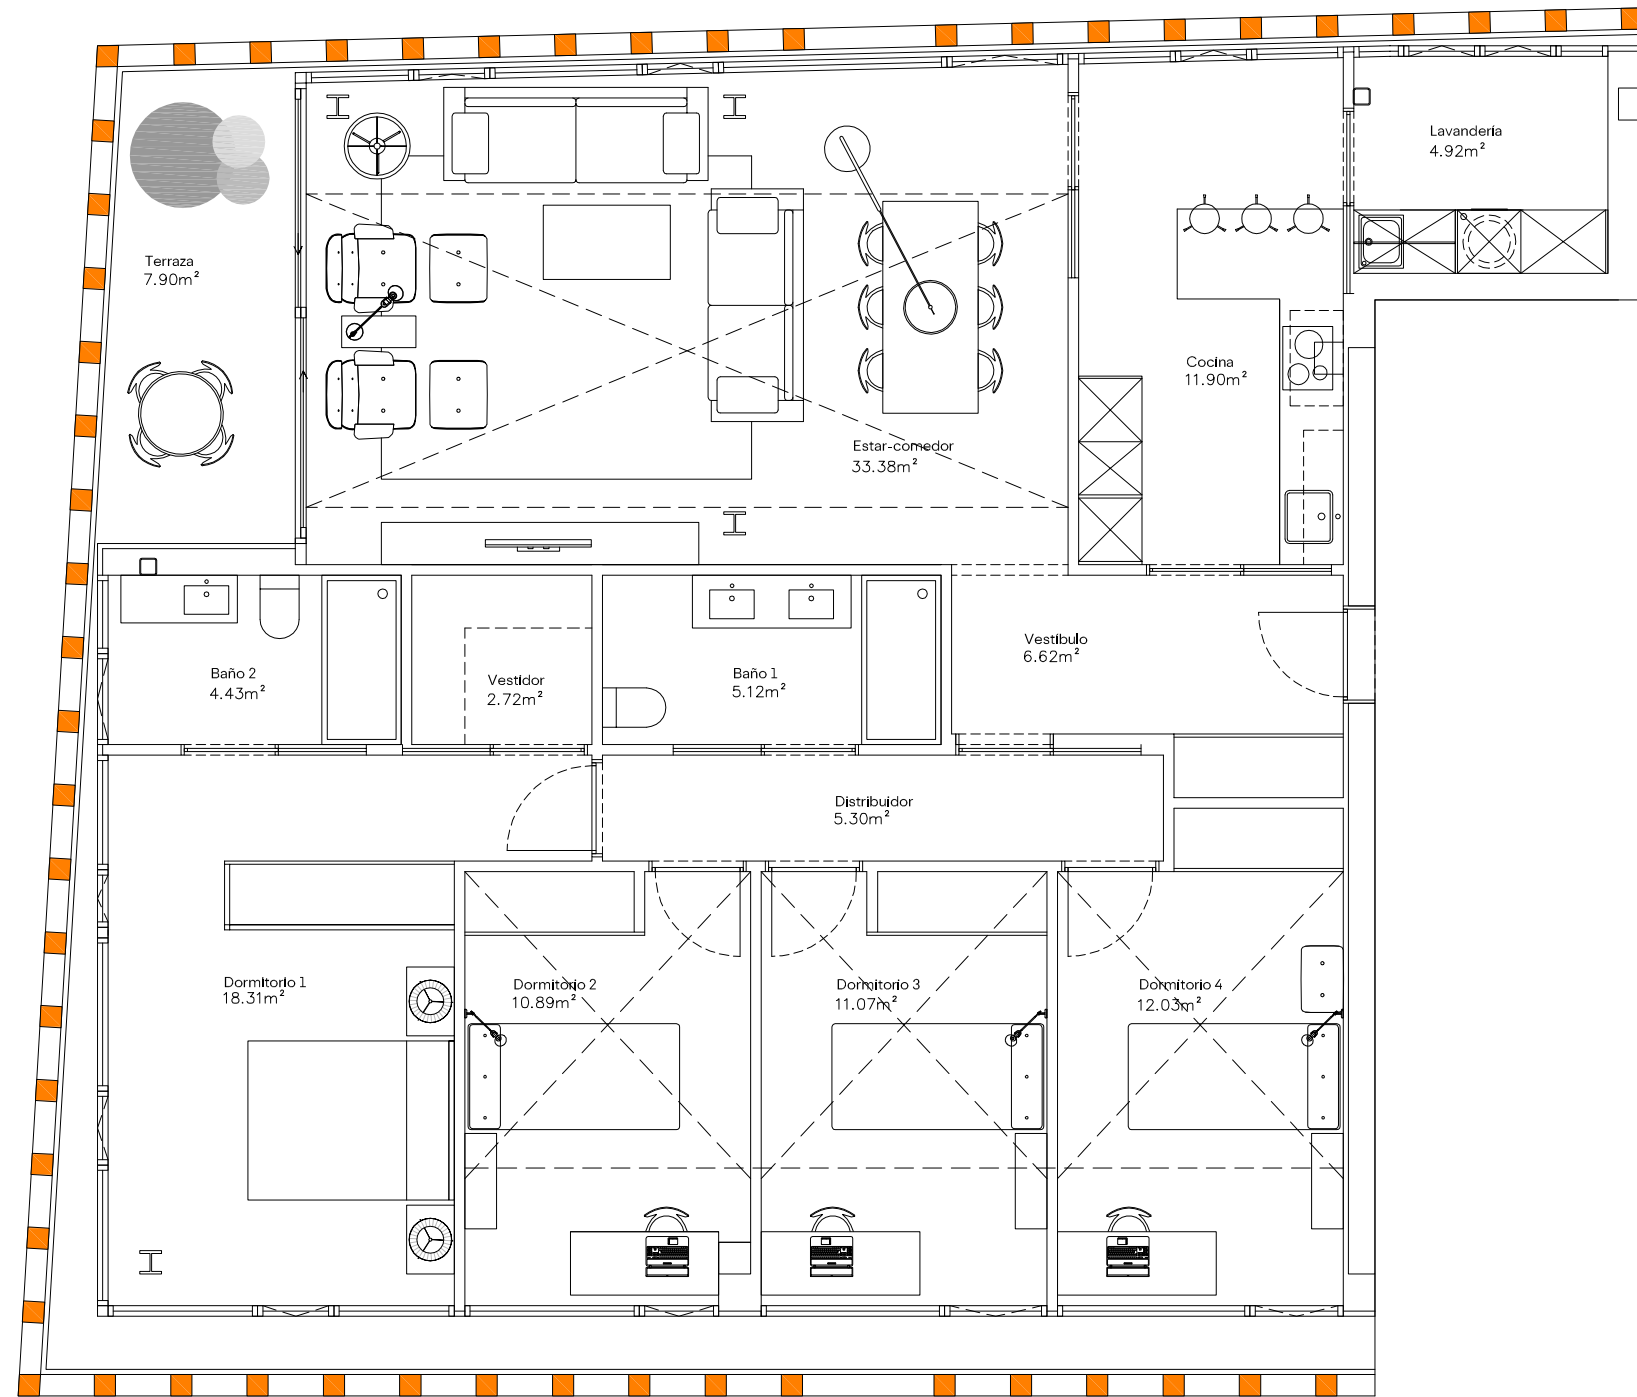 Lavandería
4.92m²
Terraza
7.90m²
Cocina
11.90m²
Estar-comedor
33.38m²
Vestíbulo
6.62m²
Baño 2
4.43m²
Vestidor
2.72m²
Baño 1
5.12m²
Distribuidor
5.30m²
Dormitorio 1
18.31m²
Dormitorio 2
10.89m²
Dormitorio 3
11.07m²
Dormitorio 4
12.03m²